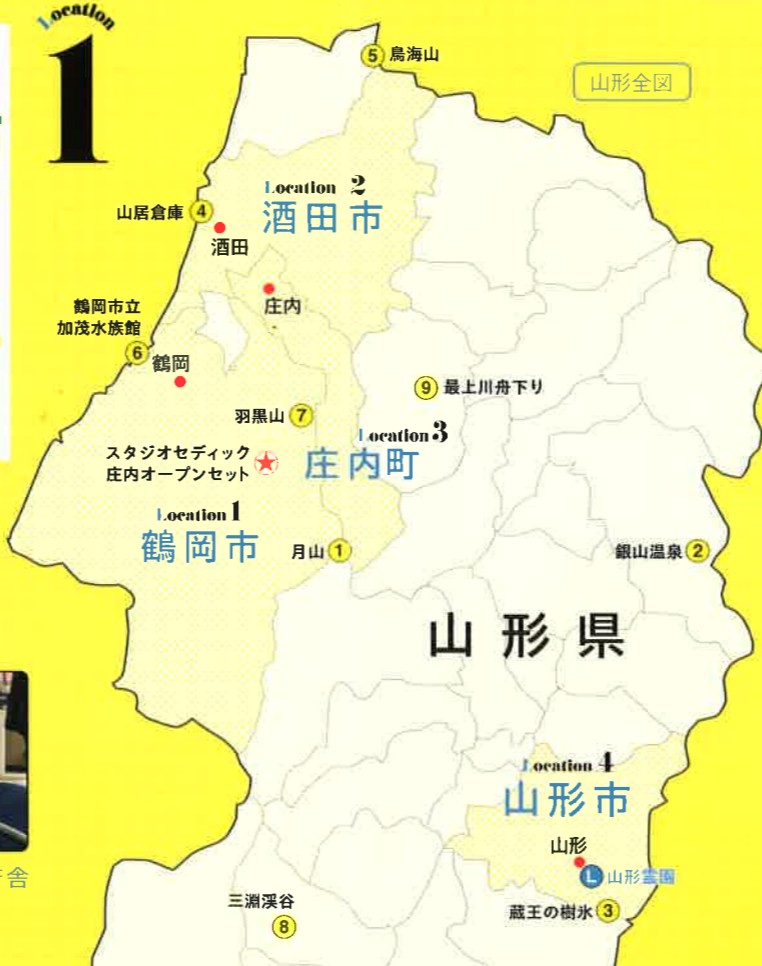 Location
1
山形全図
5 鳥海山
Location 2
酒田市
山居倉庫 4
酒田
庄内
鶴岡市立
加茂水族館
6
鶴岡
9 最上川舟下り
羽黒山 7
Location 3
庄内町
スタジオセディック
庄内オープンセット
Location 1
鶴岡市
月山 1
銀山温泉 2
山形県
Location 4
山形市
山形
L 山形霊園
蔵王の樹氷 3
三淵渓谷
8
舎